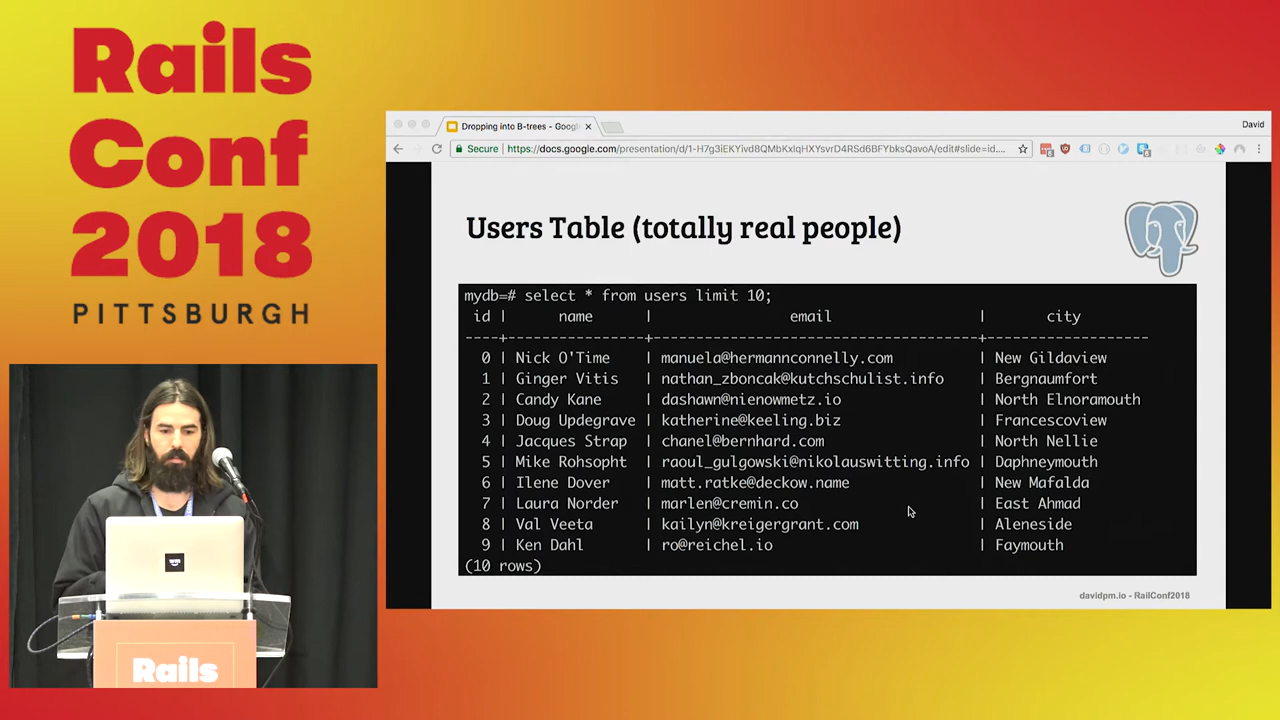 Rails
Conf
2018
PITTSBURGH
Dropping into B-trees - Googl
David
Secure | https://docs.google.com/presentation/d/1-H7g3iEKYivd8QMbKxlqHXYsvrD4RSd6BFYbksQavoA/edit#slide=id....
Users Table (totally real people)
mydb=# select * from users limit 10;
id | name | email | city
----+---------------+-------------------------------------+------------------
0 | Nick O'Time | manuela@hermannconnelly.com | New Gildaview
1 | Ginger Vitis | nathan_zboncak@kutchschulist.info | Bergnaumfort
2 | Candy Kane | dashawn@nienowmetz.io | North Elnoramouth
3 | Doug Updegrave | katherine@keeling.biz | Francescoview
4 | Jacques Strap | chanel@bernhard.com | North Nellie
5 | Mike Rohsopht | raoul_gulgowski@nikolauswitting.info | Daphneymouth
6 | Ilene Dover | matt.ratke@deckow.name | New Mafalda
7 | Laura Norder | marlen@cremin.co | East Ahmad
8 | Val Veeta | kailyn@kreigergrant.com | Aleneside
9 | Ken Dahl | ro@reichel.io | Faymouth
(10 rows)
davidpm.io - RailConf2018
Rails